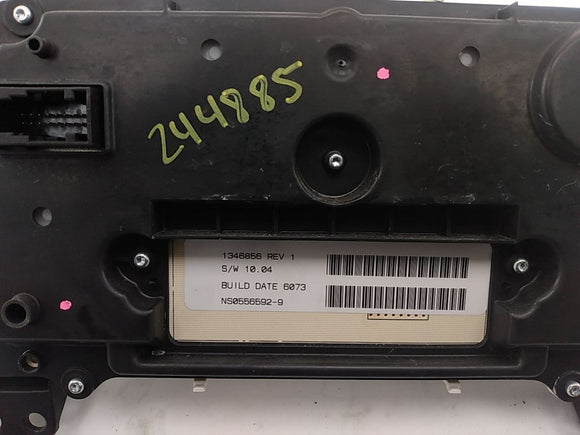 244885
1346856 REV 1
S/W 10.04
BUILD DATE 6073
NS0556592-9